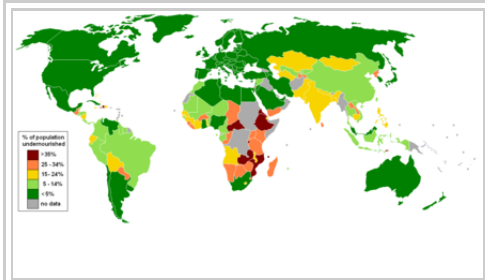 % of population
undernourished
>35%
25 - 34%
15 - 24%
5 - 14%
< 5%
no data